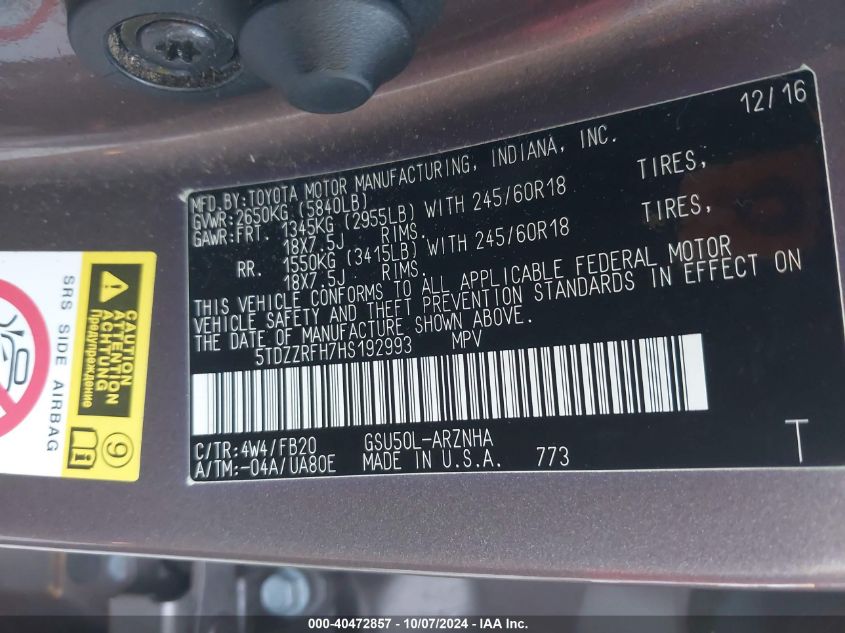 12/16
MFD.BY:TOYOTA MOTOR MANUFACTURING, INDIANA, INC.
GVWR:2650KG (5840LB)
GAWR:FRT. 1345KG (2955LB) WITH 245/60R18 TIRES,
18X7.5J RIMS.
RR. 1550KG (3415LB) WITH 245/60R18 TIRES,
18X7.5J RIMS.
THIS VEHICLE CONFORMS TO ALL APPLICABLE FEDERAL MOTOR
VEHICLE SAFETY AND THEFT PREVENTION STANDARDS IN EFFECT ON
THE DATE OF MANUFACTURE SHOWN ABOVE.
5TDZZRFH7HS192993 MPV
C/TR:4W4/FB20 GSU50L-ARZNHA
A/TM:-04A/UA80E MADE IN U.S.A. 773
T
SRS SIDE AIRBAG
CAUTION
ATTENTION
ACHTUNG
Предупреждение
9
000-40472857 - 10/07/2024 - IAA Inc.